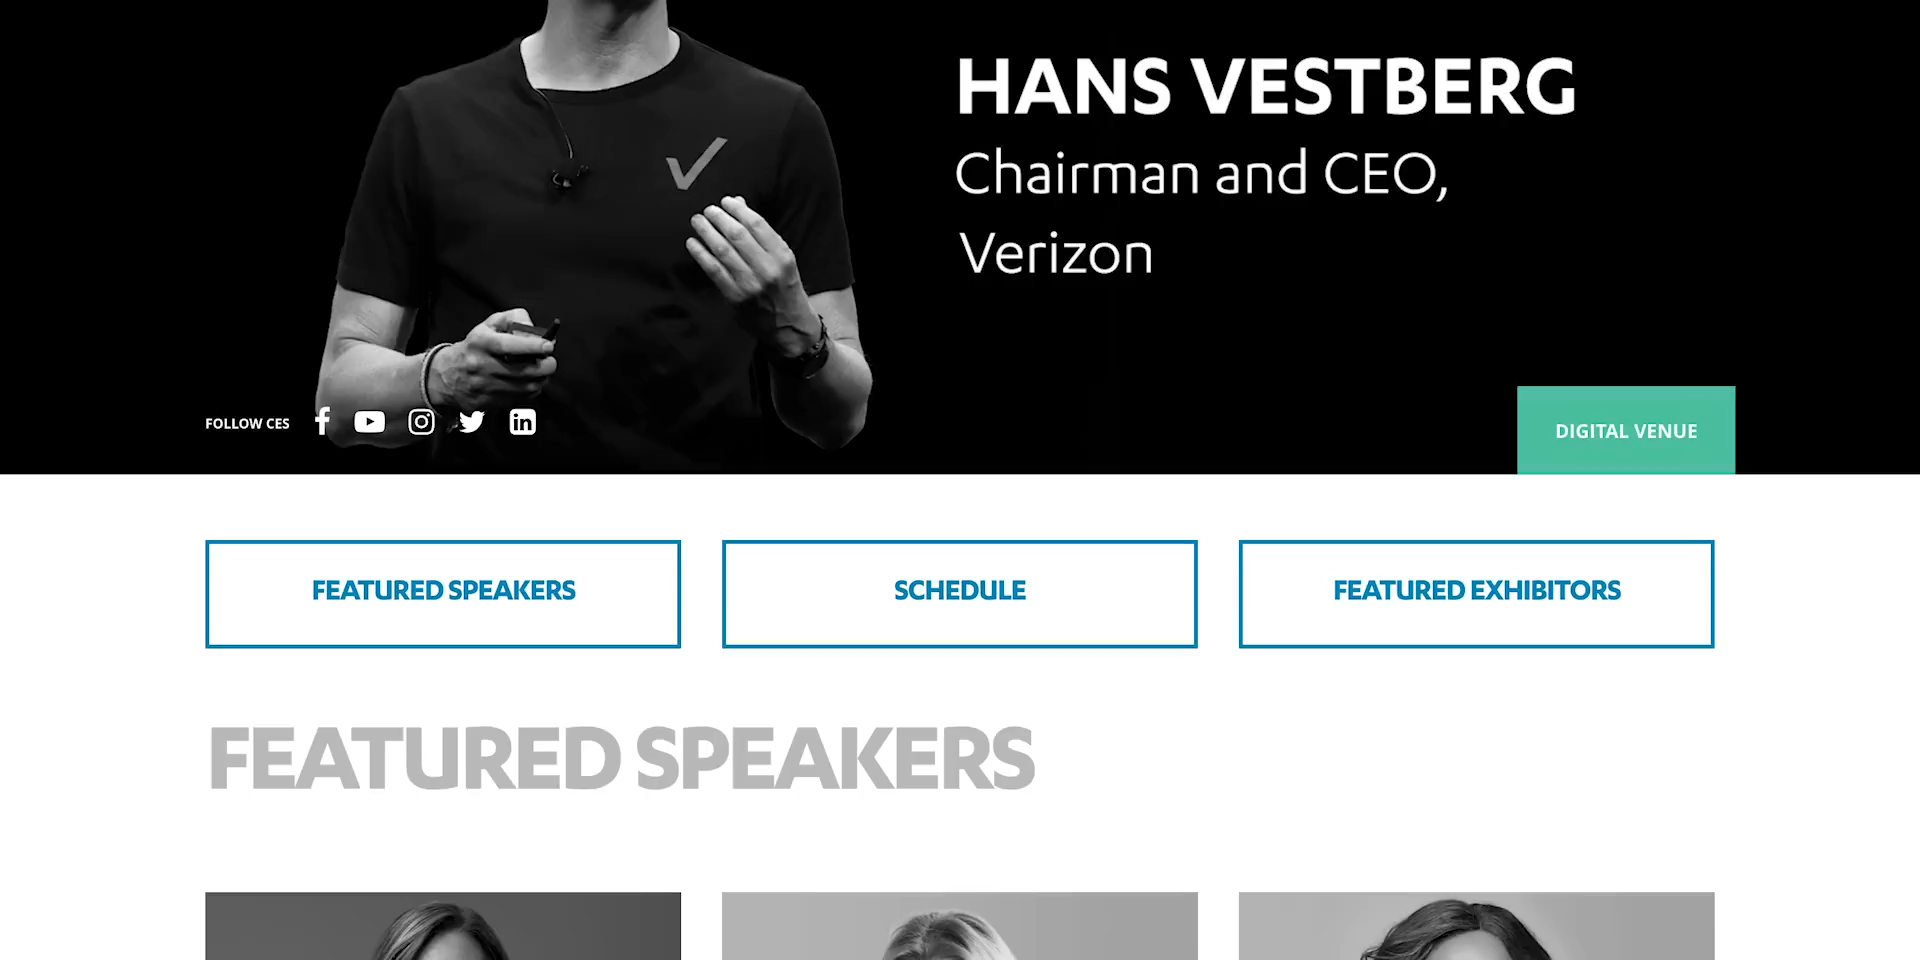 HANS VESTBERG
Chairman and CEO,
Verizon
FOLLOW CES
DIGITAL VENUE
FEATURED SPEAKERS
SCHEDULE
FEATURED EXHIBITORS
FEATURED SPEAKERS